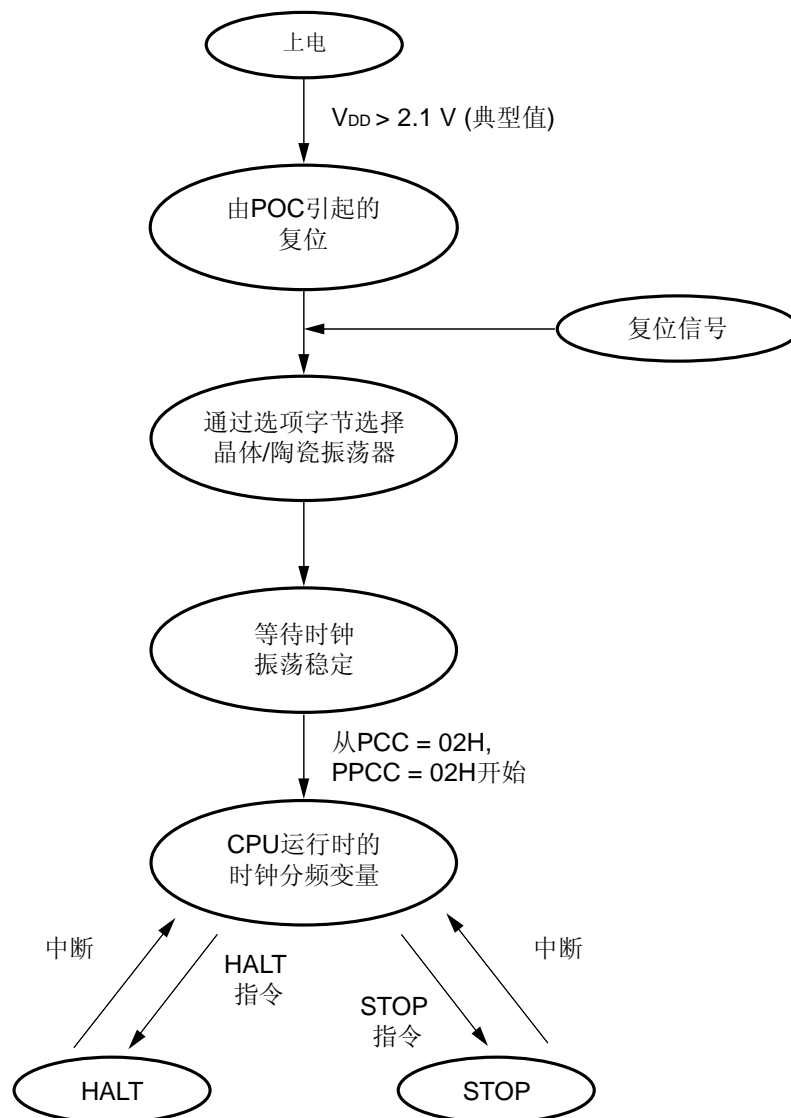 上电
VDD > 2.1 V (典型值)
由POC引起的
复位
复位信号
通过选项字节选择
晶体/陶瓷振荡器
等待时钟
振荡稳定
从PCC = 02H,
PPCC = 02H开始
CPU运行时的
时钟分频变量
中断
HALT
指令
STOP
指令
中断
HALT
STOP